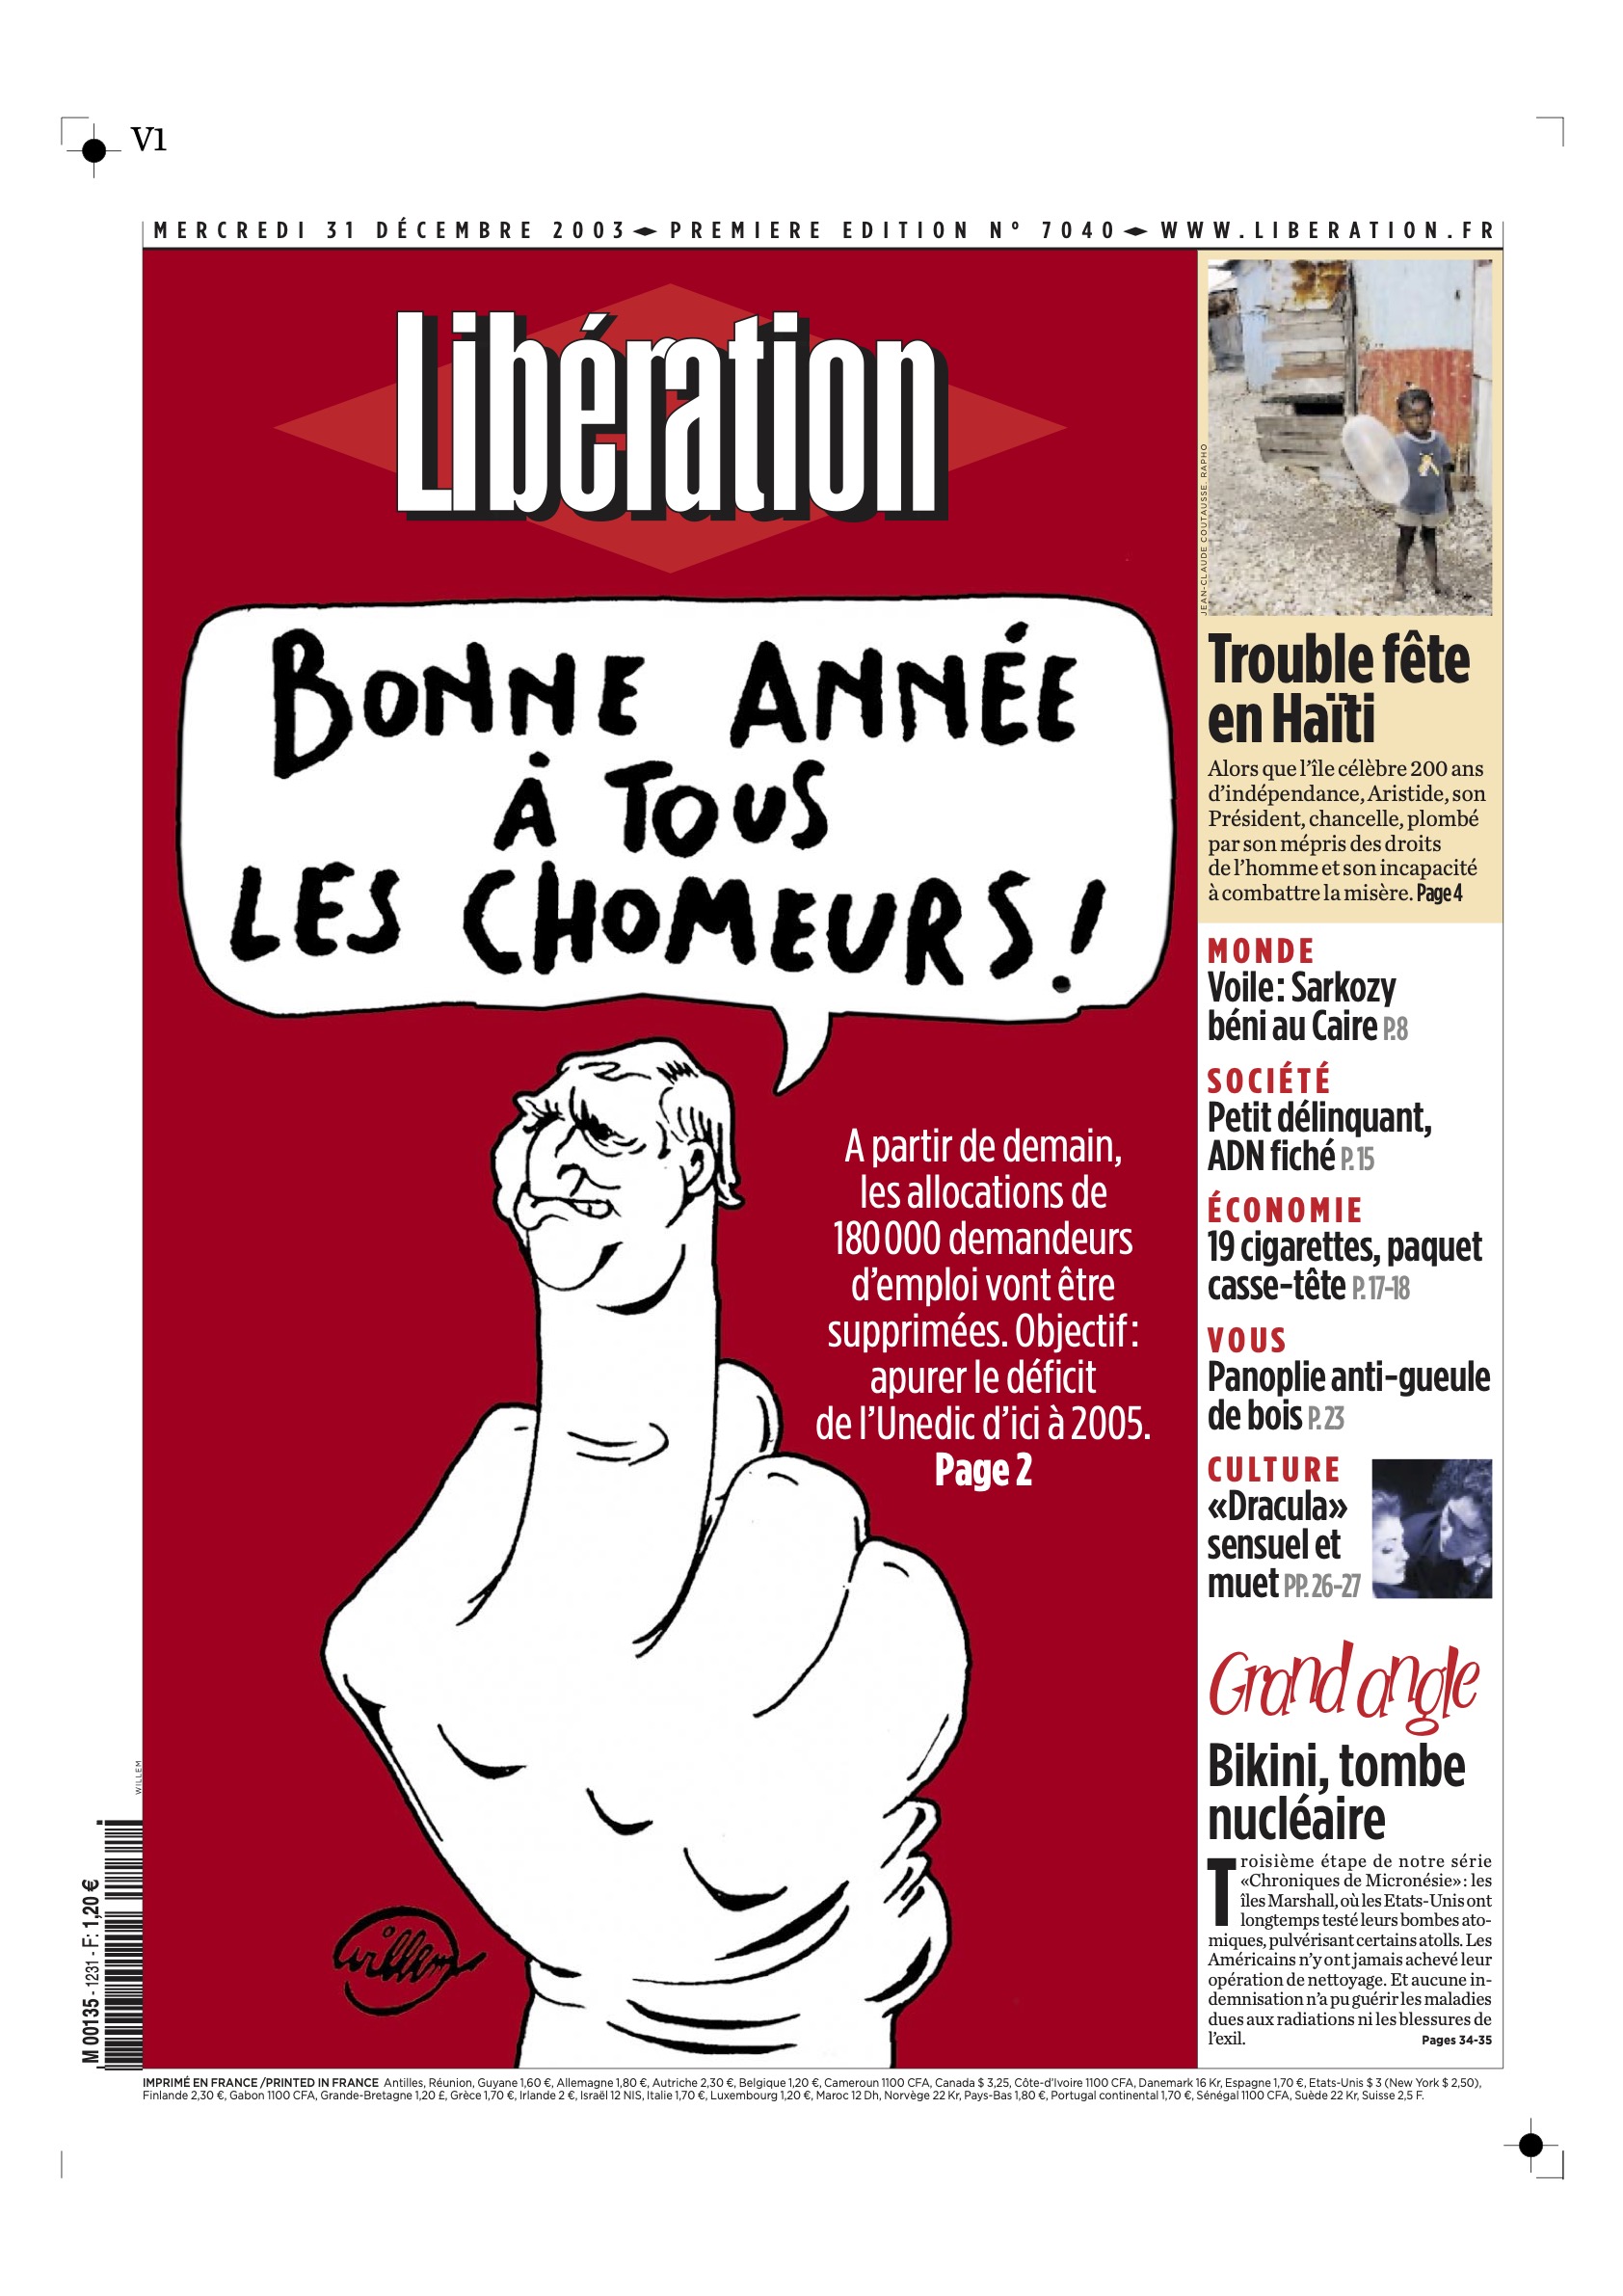 V1
MERCREDI 31 DÉCEMBRE 2003 PREMIERE EDITION Nº 7040 WWW.LIBERATION.FR
Libération
BONNE ANNÉE
À TOUS
LES CHOMEURS!
A partir de demain,
les allocations de
180000 demandeurs
d’emploi vont être
supprimées. Objectif:
apurer le déficit
de l’Unedic d’ici à 2005.
Page 2
Willem
WILLEM
M 00135 - 1231 - F: 1,20 €
JEAN-CLAUDE COUTAUSSE. RAPHO
Trouble fête
en Haïti
Alors que l’île célèbre 200 ans
d’indépendance, Aristide, son
Président, chancelle, plombé
par son mépris des droits
de l’homme et son incapacité
à combattre la misère. Page 4
MONDE
Voile: Sarkozy
béni au Caire P.8
SOCIÉTÉ
Petit délinquant,
ADN fiché P.15
ÉCONOMIE
19 cigarettes, paquet
casse-tête P.17-18
VOUS
Panoplie anti-gueule
de bois P.23
CULTURE
«Dracula»
sensuel et
muet PP.26-27
Grand angle
Bikini, tombe
nucléaire
Troisième étape de notre série
«Chroniques de Micronésie»: les
îles Marshall, où les Etats-Unis ont
longtemps testé leurs bombes ato-
miques, pulvérisant certains atolls. Les
Américains n’y ont jamais achevé leur
opération de nettoyage. Et aucune in-
demnisation n’a pu guérir les maladies
dues aux radiations ni les blessures de
l’exil. Pages 34-35
IMPRIMÉ EN FRANCE /PRINTED IN FRANCE Antilles, Réunion, Guyane 1,60 €, Allemagne 1,80 €, Autriche 2,30 €, Belgique 1,20 €, Cameroun 1100 CFA, Canada $ 3,25, Côte-d’Ivoire 1100 CFA, Danemark 16 Kr, Espagne 1,70 €, Etats-Unis $ 3 (New York $ 2,50),
Finlande 2,30 €, Gabon 1100 CFA, Grande-Bretagne 1,20 £, Grèce 1,70 €, Irlande 2 €, Israël 12 NIS, Italie 1,70 €, Luxembourg 1,20 €, Maroc 12 Dh, Norvège 22 Kr, Pays-Bas 1,80 €, Portugal continental 1,70 €, Sénégal 1100 CFA, Suède 22 Kr, Suisse 2,5 F.